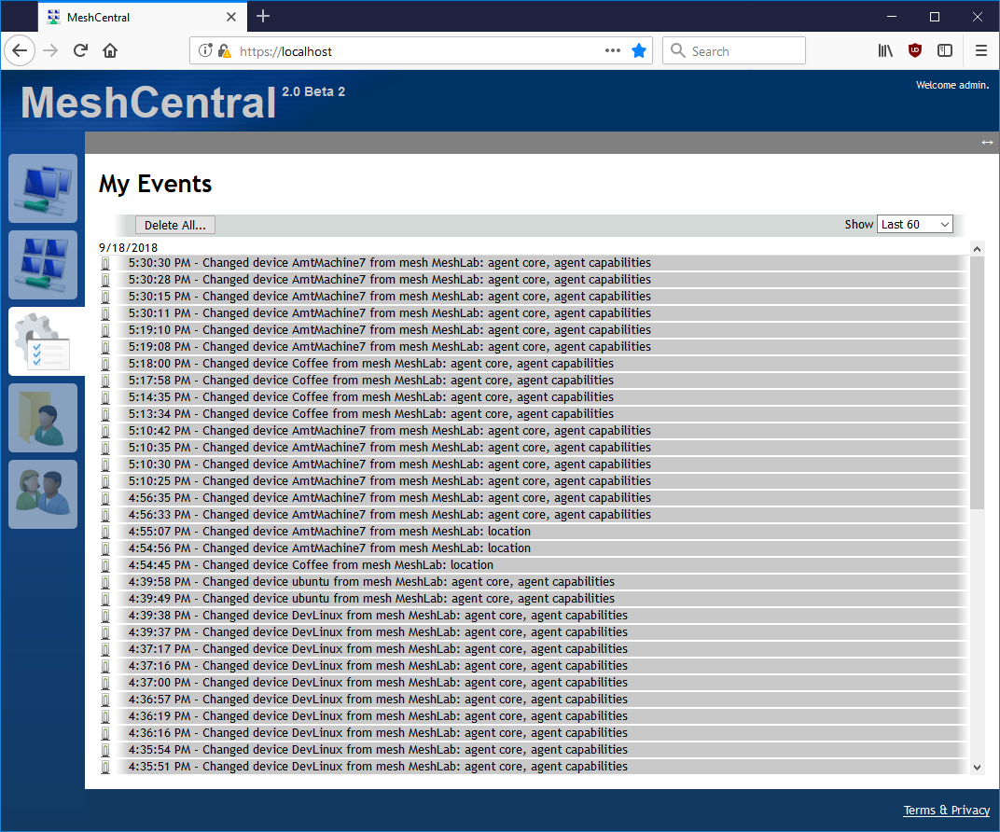 MeshCentral
https://localhost
Search
MeshCentral 2.0 Beta 2
Welcome admin.
My Events
Delete All...
Show Last 60
9/18/2018
5:30:30 PM - Changed device AmtMachine7 from mesh MeshLab: agent core, agent capabilities
5:30:28 PM - Changed device AmtMachine7 from mesh MeshLab: agent core, agent capabilities
5:30:15 PM - Changed device AmtMachine7 from mesh MeshLab: agent core, agent capabilities
5:30:11 PM - Changed device AmtMachine7 from mesh MeshLab: agent core, agent capabilities
5:19:10 PM - Changed device AmtMachine7 from mesh MeshLab: agent core, agent capabilities
5:19:08 PM - Changed device AmtMachine7 from mesh MeshLab: agent core, agent capabilities
5:18:00 PM - Changed device Coffee from mesh MeshLab: agent core, agent capabilities
5:17:58 PM - Changed device Coffee from mesh MeshLab: agent core, agent capabilities
5:14:35 PM - Changed device Coffee from mesh MeshLab: agent core, agent capabilities
5:13:34 PM - Changed device Coffee from mesh MeshLab: agent core, agent capabilities
5:10:42 PM - Changed device AmtMachine7 from mesh MeshLab: agent core, agent capabilities
5:10:35 PM - Changed device AmtMachine7 from mesh MeshLab: agent core, agent capabilities
5:10:30 PM - Changed device AmtMachine7 from mesh MeshLab: agent core, agent capabilities
5:10:25 PM - Changed device AmtMachine7 from mesh MeshLab: agent core, agent capabilities
4:56:35 PM - Changed device AmtMachine7 from mesh MeshLab: agent core, agent capabilities
4:56:33 PM - Changed device AmtMachine7 from mesh MeshLab: agent core, agent capabilities
4:55:07 PM - Changed device AmtMachine7 from mesh MeshLab: location
4:54:56 PM - Changed device AmtMachine7 from mesh MeshLab: location
4:54:45 PM - Changed device Coffee from mesh MeshLab: location
4:39:58 PM - Changed device ubuntu from mesh MeshLab: agent core, agent capabilities
4:39:49 PM - Changed device ubuntu from mesh MeshLab: agent core, agent capabilities
4:39:38 PM - Changed device DevLinux from mesh MeshLab: agent core, agent capabilities
4:39:37 PM - Changed device DevLinux from mesh MeshLab: agent core, agent capabilities
4:37:17 PM - Changed device DevLinux from mesh MeshLab: agent core, agent capabilities
4:37:16 PM - Changed device DevLinux from mesh MeshLab: agent core, agent capabilities
4:37:00 PM - Changed device DevLinux from mesh MeshLab: agent core, agent capabilities
4:36:57 PM - Changed device DevLinux from mesh MeshLab: agent core, agent capabilities
4:36:19 PM - Changed device DevLinux from mesh MeshLab: agent core, agent capabilities
4:36:16 PM - Changed device DevLinux from mesh MeshLab: agent core, agent capabilities
4:35:54 PM - Changed device DevLinux from mesh MeshLab: agent core, agent capabilities
4:35:51 PM - Changed device DevLinux from mesh MeshLab: agent core, agent capabilities
Terms & Privacy